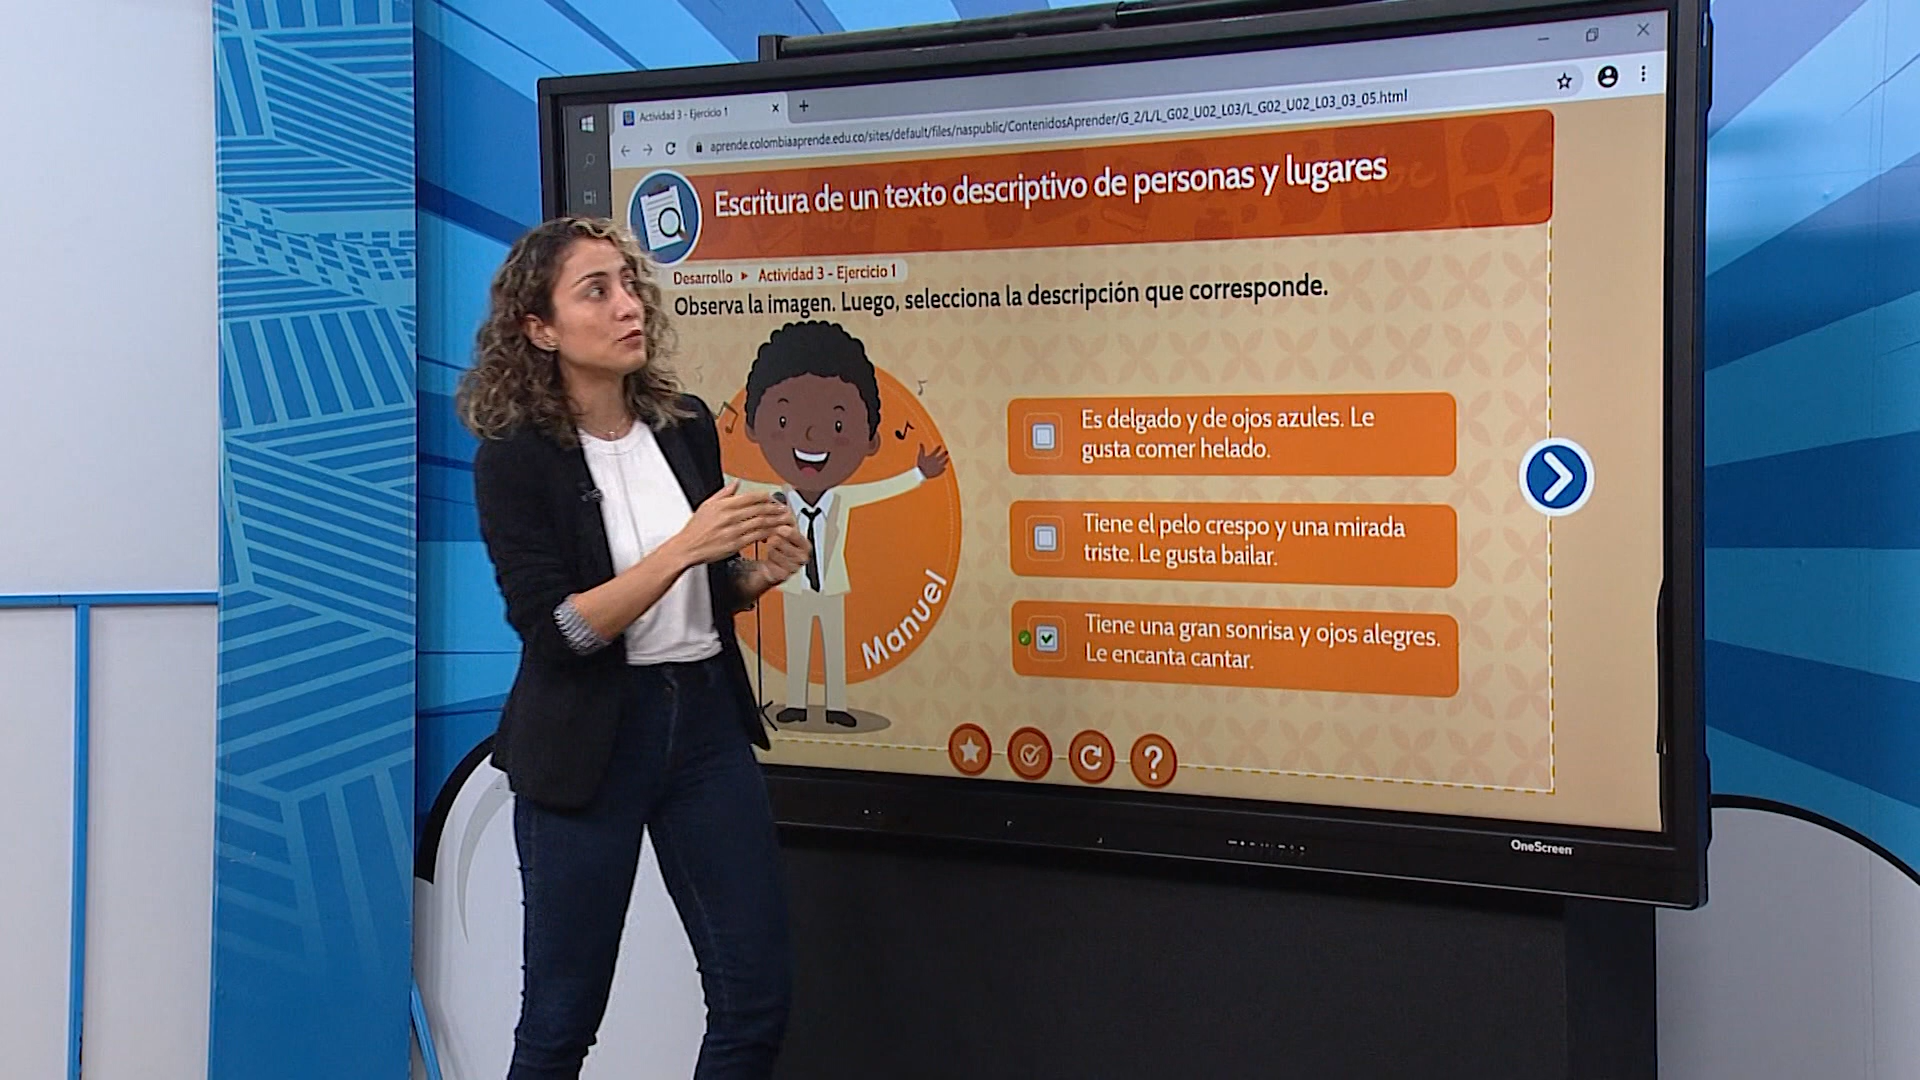 Actividad 3 - Ejercicio 1
aprende.colombiaaprende.edu.co/sites/default/files/naspublic/ContenidosAprender/G_2/L/L_G02_U02_L03/L_G02_U02_L03_03_05.html
Escritura de un texto descriptivo de personas y lugares
Desarrollo ▸ Actividad 3 - Ejercicio 1
Observa la imagen. Luego, selecciona la descripción que corresponde.
Es delgado y de ojos azules. Le
gusta comer helado.
Tiene el pelo crespo y una mirada
triste. Le gusta bailar.
Tiene una gran sonrisa y ojos alegres.
Le encanta cantar.
Manuel
?
OneScreen